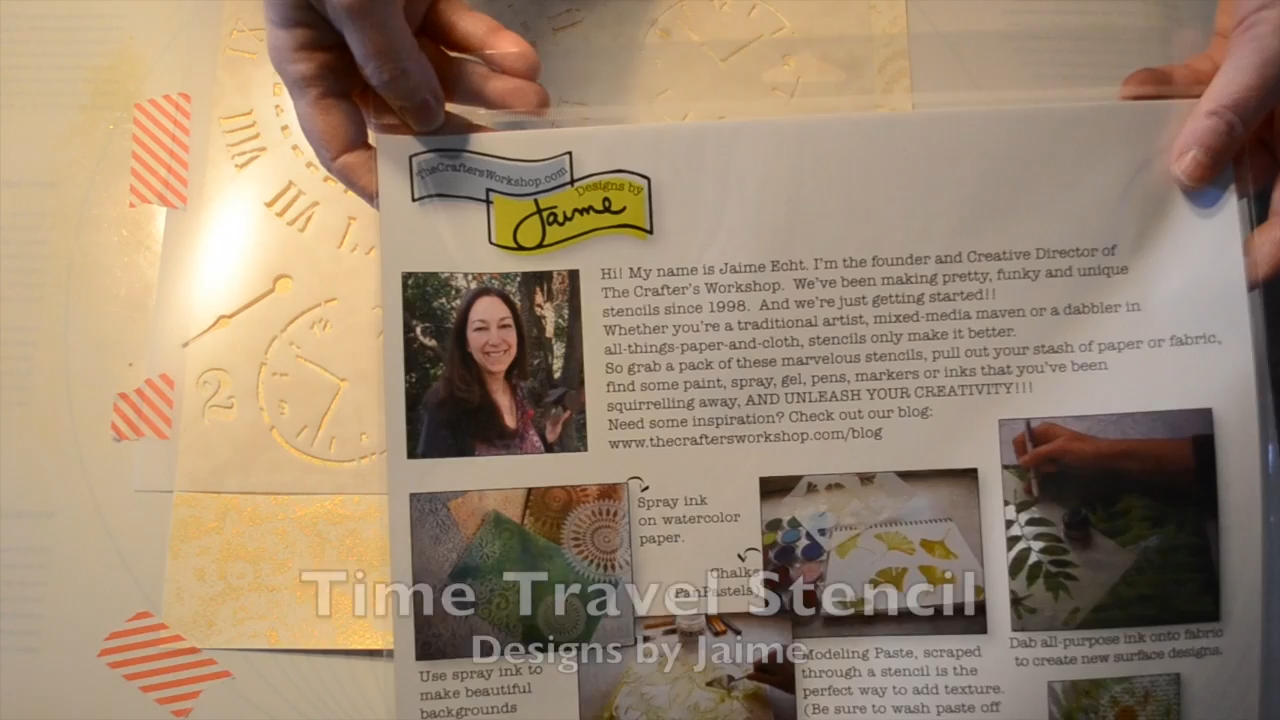 TheCraftersWorkshop.com
Designs by
Jaime
Hi! My name is Jaime Echt. I'm the founder and Creative Director of
The Crafter's Workshop. We've been making pretty, funky and unique
stencils since 1998. And we're just getting started!!
Whether you're a traditional artist, mixed-media maven or a dabbler in
all-things-paper-and-cloth, stencils only make it better.
So grab a pack of these marvelous stencils, pull out your stash of paper or fabric,
find some paint, spray, gel, pens, markers or inks that you've been
squirrelling away, AND UNLEASH YOUR CREATIVITY!!!
Need some inspiration? Check out our blog:
www.thecraftersworkshop.com/blog
Spray ink
on watercolor
paper.
Chalks
PanPastels
Time Travel Stencil
Designs by Jaime
Use spray ink to
make beautiful
backgrounds
Modeling Paste, scraped
through a stencil is the
perfect way to add texture.
(Be sure to wash paste off
Dab all-purpose ink onto fabric
to create new surface designs.
IX
VIII
VII
2